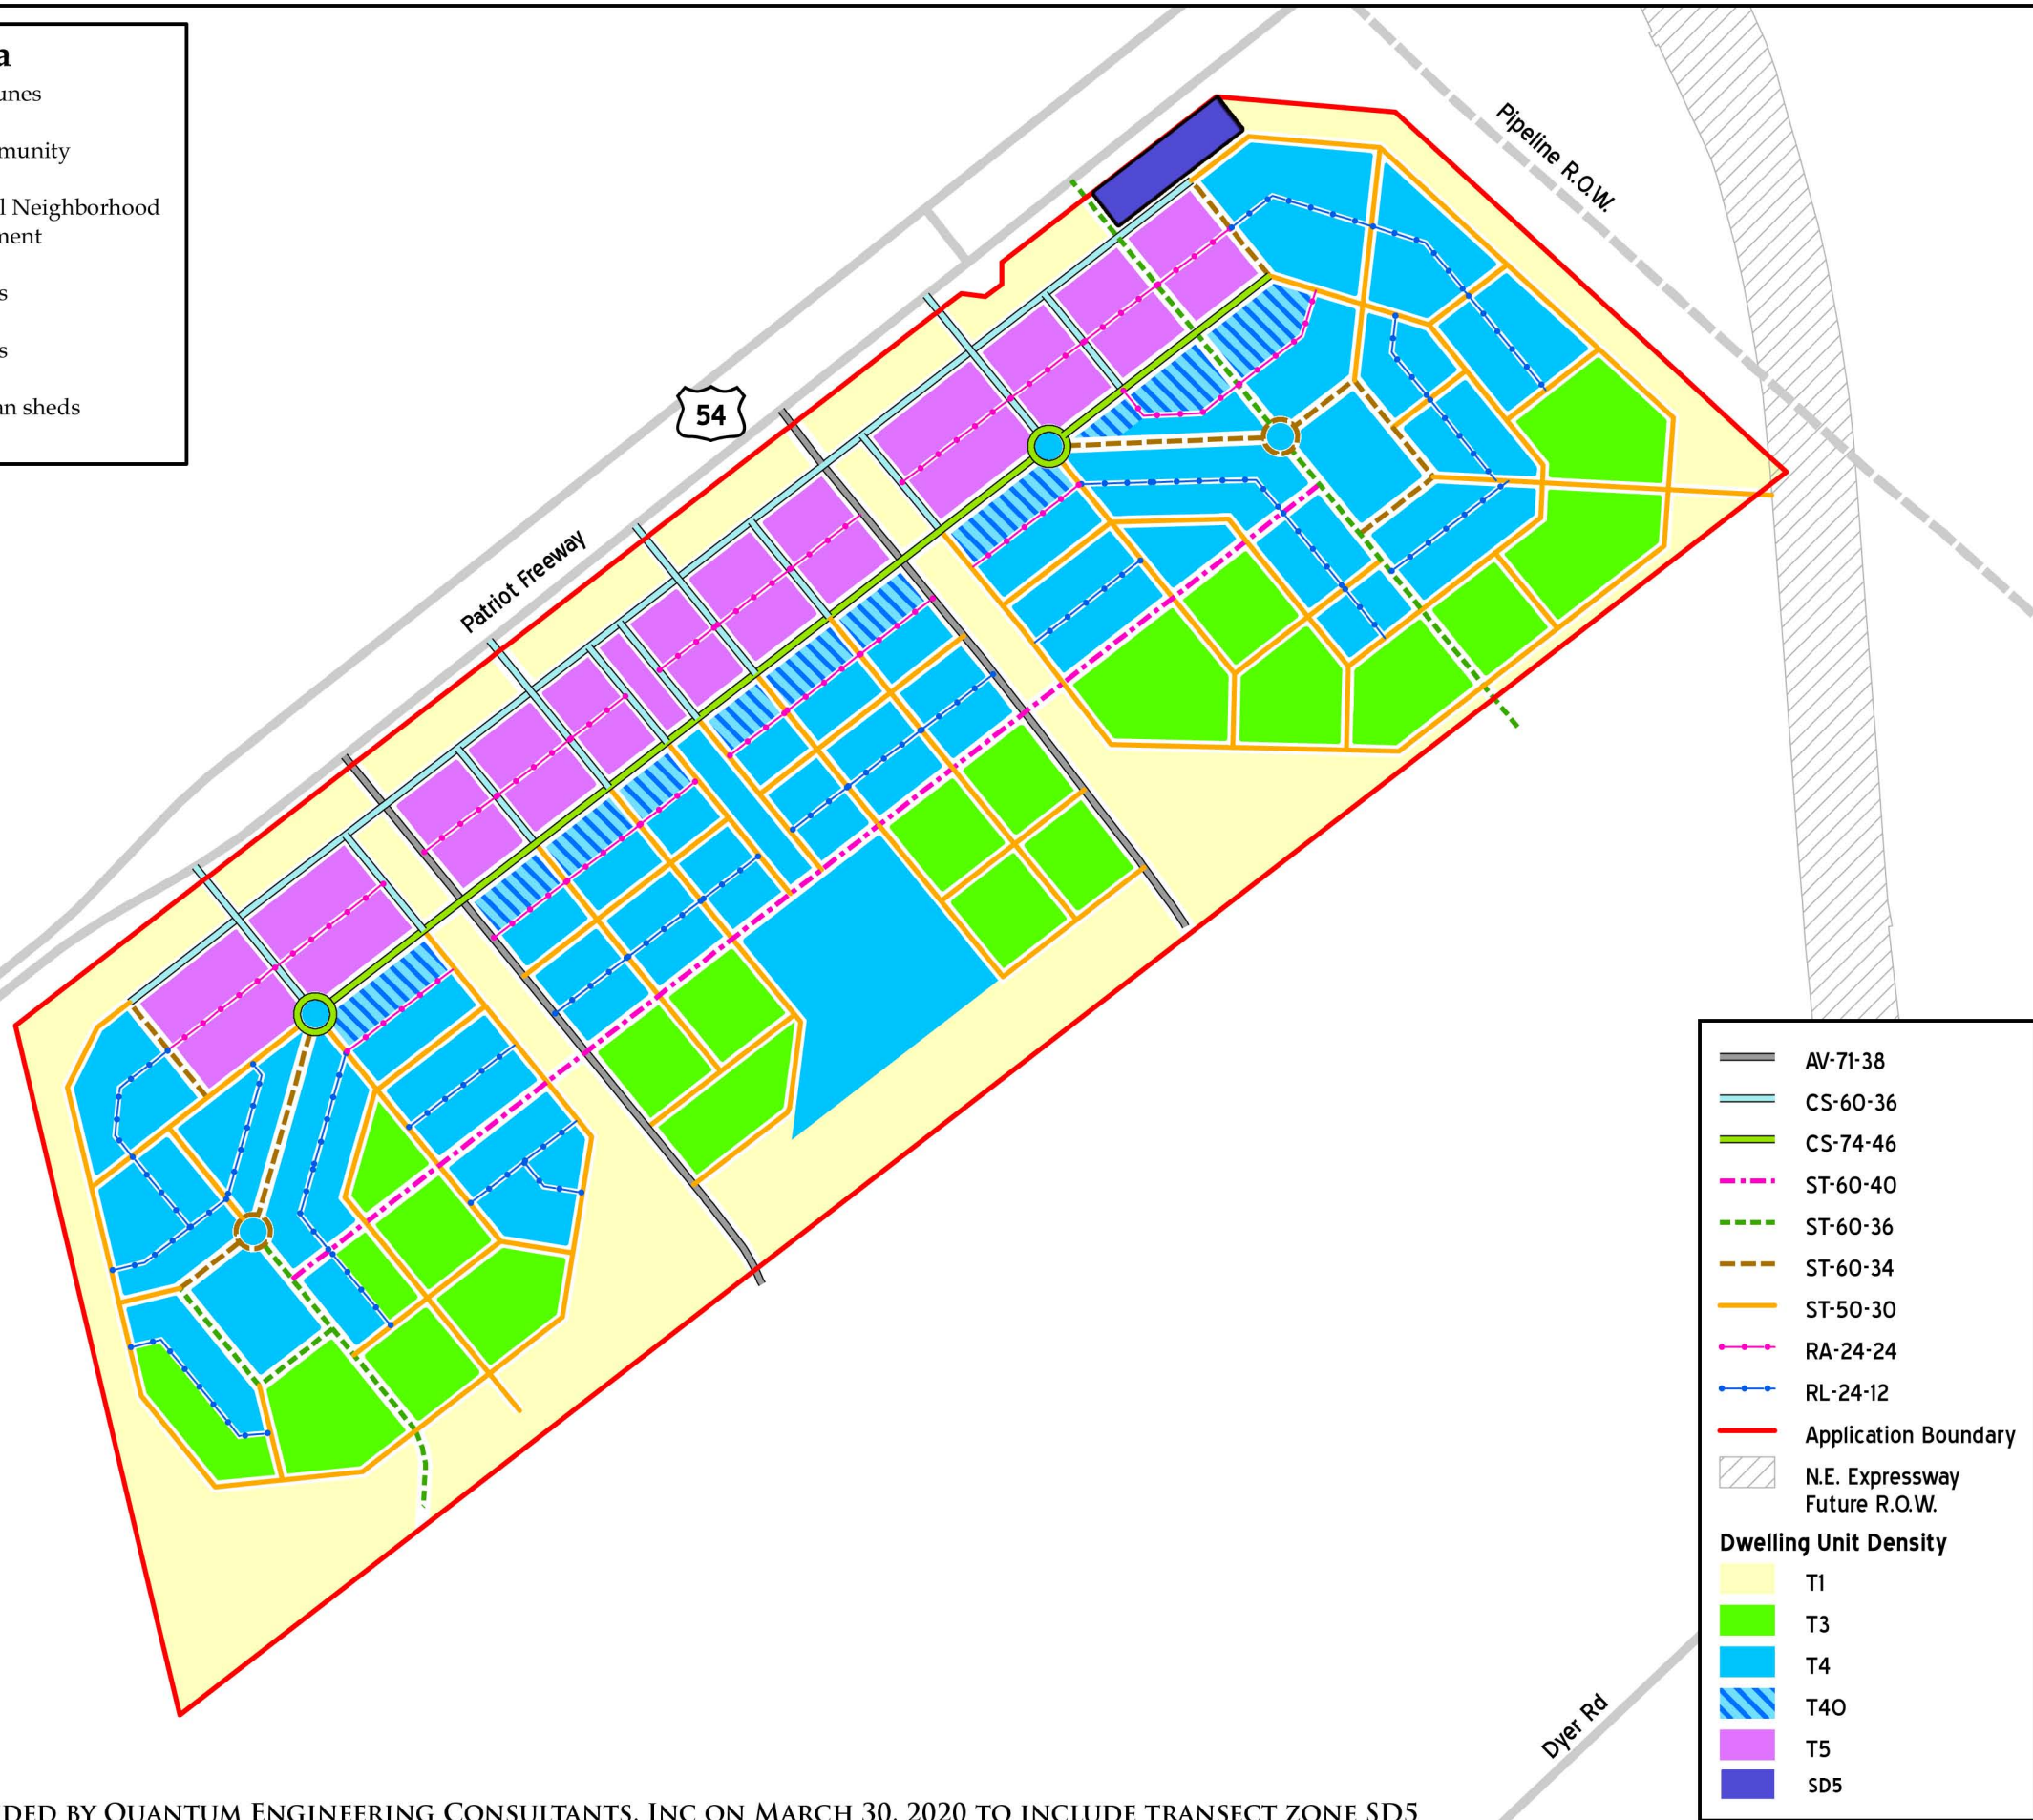 a
unes
munity
l Neighborhood
ment
s
s
an sheds
Pipeline R.O.W.
54
Patriot Freeway
AV-71-38
CS-60-36
CS-74-46
ST-60-40
ST-60-36
ST-60-34
ST-50-30
RA-24-24
RL-24-12
Application Boundary
N.E. Expressway
Future R.O.W.
Dwelling Unit Density
T1
T3
T4
T4O
T5
SD5
Dyer Rd
DED BY QUANTUM ENGINEERING CONSULTANTS, INC ON MARCH 30, 2020 TO INCLUDE TRANSECT ZONE SD5